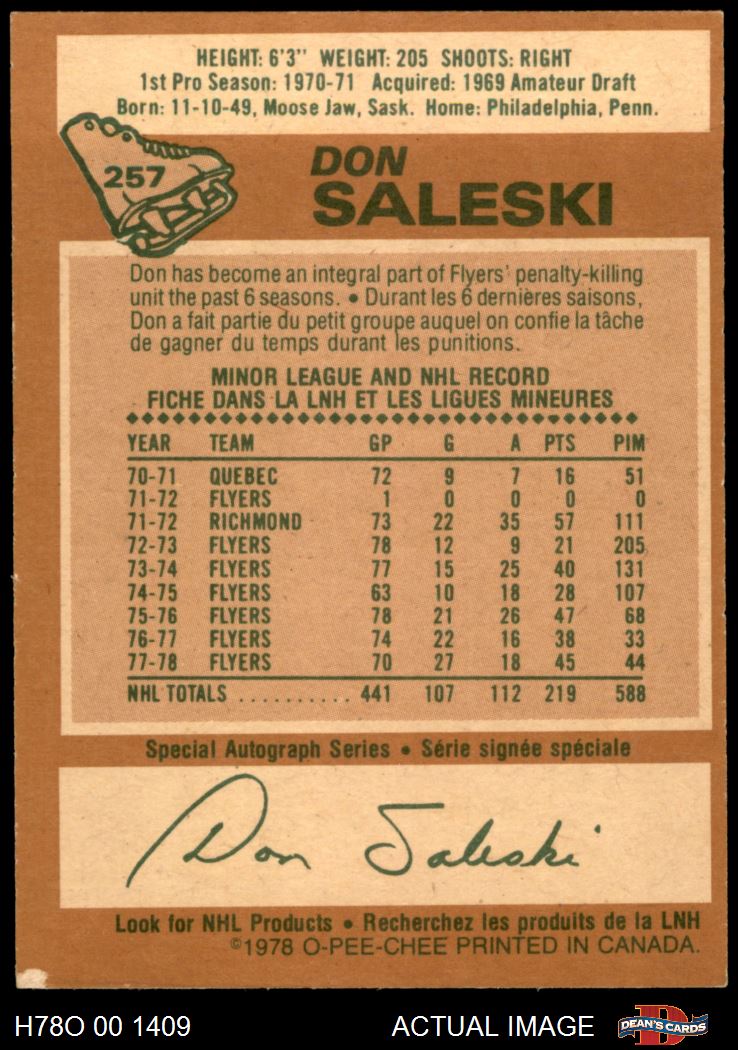 HEIGHT: 6'3" WEIGHT: 205 SHOOTS: RIGHT
1st Pro Season: 1970-71 Acquired: 1969 Amateur Draft
Born: 11-10-49, Moose Jaw, Sask. Home: Philadelphia, Penn.
257
DON
SALESKI
Don has become an integral part of Flyers' penalty-killing
unit the past 6 seasons. • Durant les 6 dernières saisons,
Don a fait partie du petit groupe auquel on confie la tâche
de gagner du temps durant les punitions.
MINOR LEAGUE AND NHL RECORD
FICHE DANS LA LNH ET LES LIGUES MINEURES
YEAR TEAM GP G A PTS PIM
70-71 QUEBEC 72 9 7 16 51
71-72 FLYERS 1 0 0 0 0
71-72 RICHMOND 73 22 35 57 111
72-73 FLYERS 78 12 9 21 205
73-74 FLYERS 77 15 25 40 131
74-75 FLYERS 63 10 18 28 107
75-76 FLYERS 78 21 26 47 68
76-77 FLYERS 74 22 16 38 33
77-78 FLYERS 70 27 18 45 44
NHL TOTALS .......... 441 107 112 219 588
Special Autograph Series • Série signée spéciale
Don Saleski
Look for NHL Products • Recherchez les produits de la LNH
©1978 O-PEE-CHEE PRINTED IN CANADA.
H78O 00 1409 ACTUAL IMAGE DEAN'S CARDS